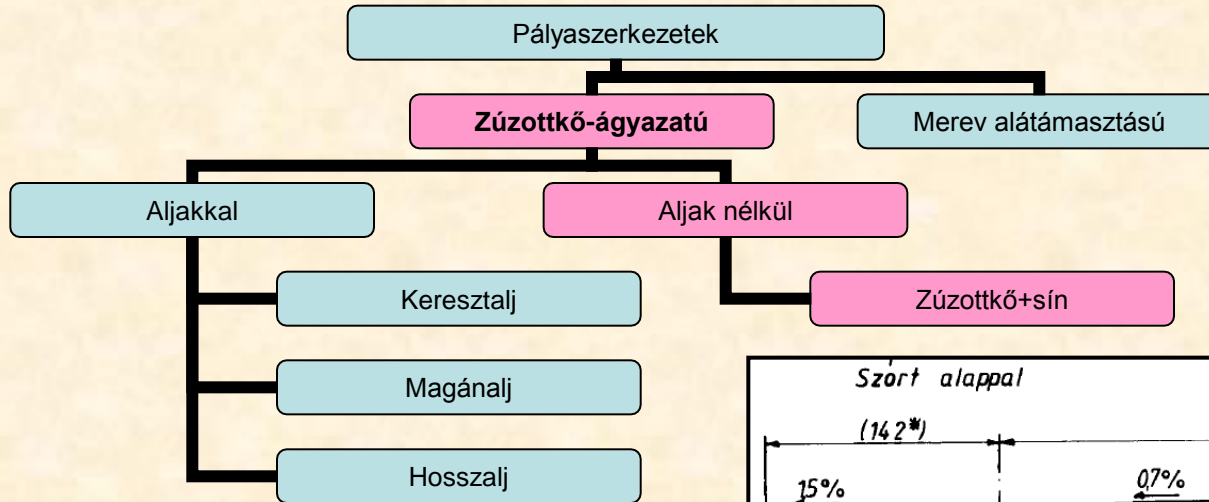 Pályaszerkezetek
Zúzottkő-ágyazatú
Merev alátámasztású
Aljakkal
Aljak nélkül
Keresztalj
Zúzottkő+sín
Magánalj
Hosszalj
Szórt alappal
(142*)
15%
0,7%